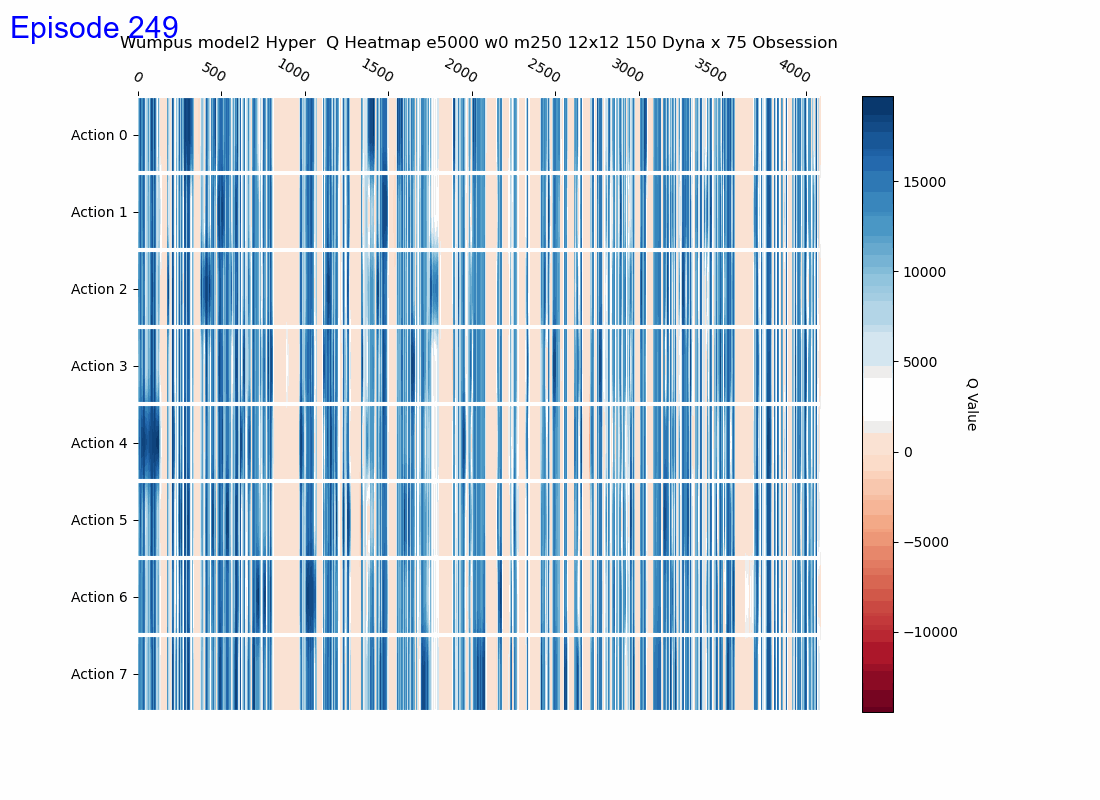 Episode 249
Wumpus model2 Hyper  Q Heatmap e5000 w0 m250 12x12 150 Dyna x 75 Obsession
0 500 1000 1500 2000 2500 3000 3500 4000
Action 0
Action 1
Action 2
Action 3
Action 4
Action 5
Action 6
Action 7
15000
10000
5000
0
−5000
−10000
Q Value